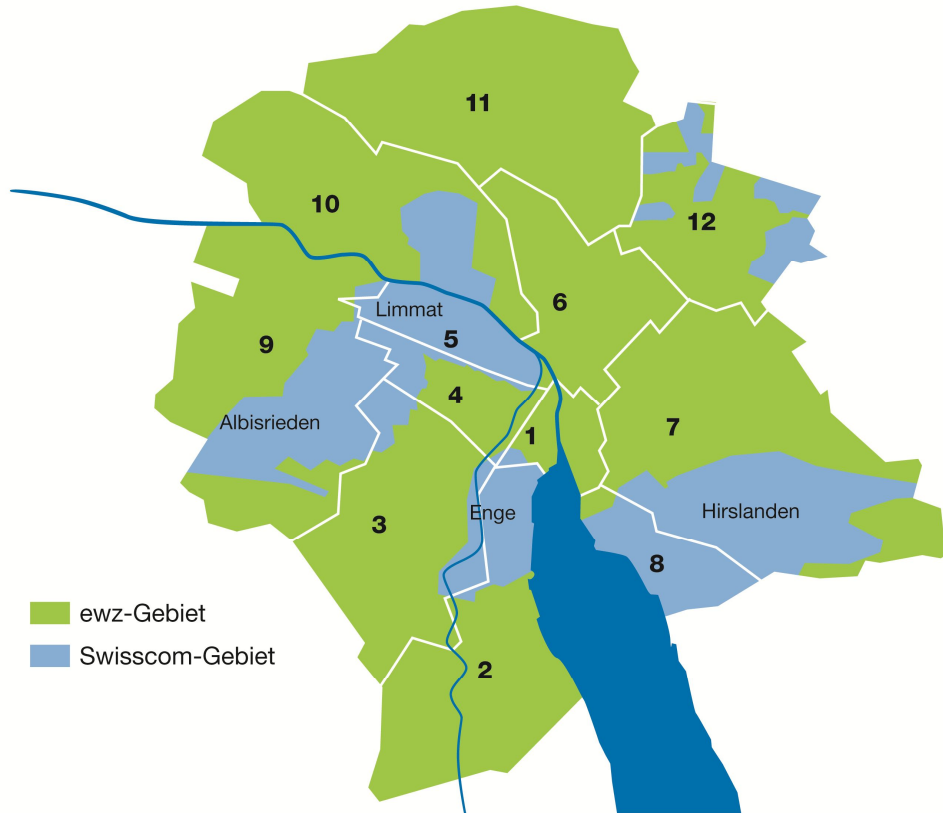 11
10
12
6
Limmat
5
9
4
Albisrieden
1
7
Enge
Hirslanden
3
8
ewz-Gebiet
Swisscom-Gebiet
2